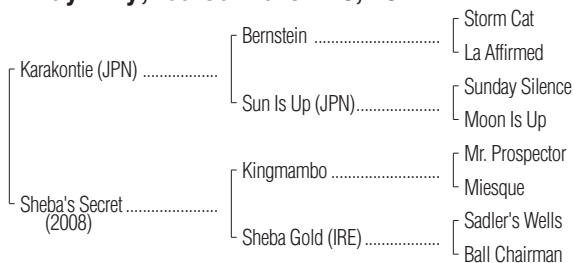 Storm Cat
Bernstein ....................
La Affirmed
Karakontie (JPN) ..................
Sunday Silence
Sun Is Up (JPN)....................
Moon Is Up
Mr. Prospector
Kingmambo ..........................
Miesque
Sheba's Secret ......................
(2008)
Sadler's Wells
Sheba Gold (IRE)..................
Ball Chairman